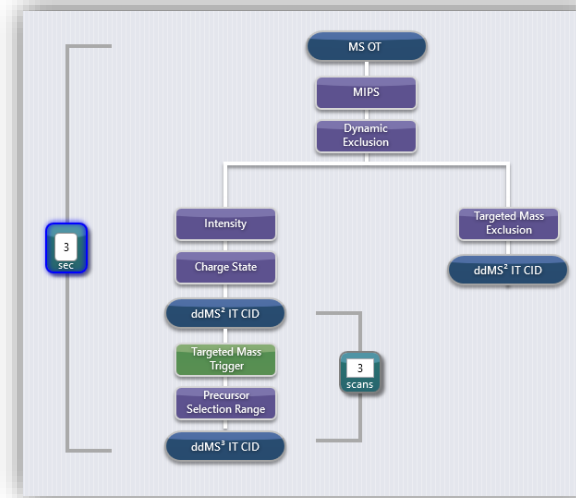 MS OT
MIPS
Dynamic
Exclusion
Intensity
Targeted Mass
Exclusion
3
sec
Charge State
ddMS² IT CID
ddMS² IT CID
Targeted Mass
Trigger
3
scans
Precursor
Selection Range
ddMS³ IT CID